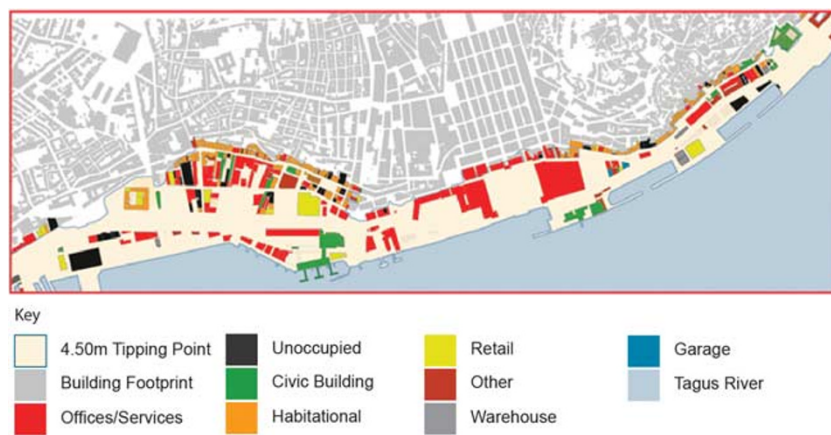 Key
4.50m Tipping Point
Unoccupied
Retail
Garage
Building Footprint
Civic Building
Other
Tagus River
Offices/Services
Habitational
Warehouse